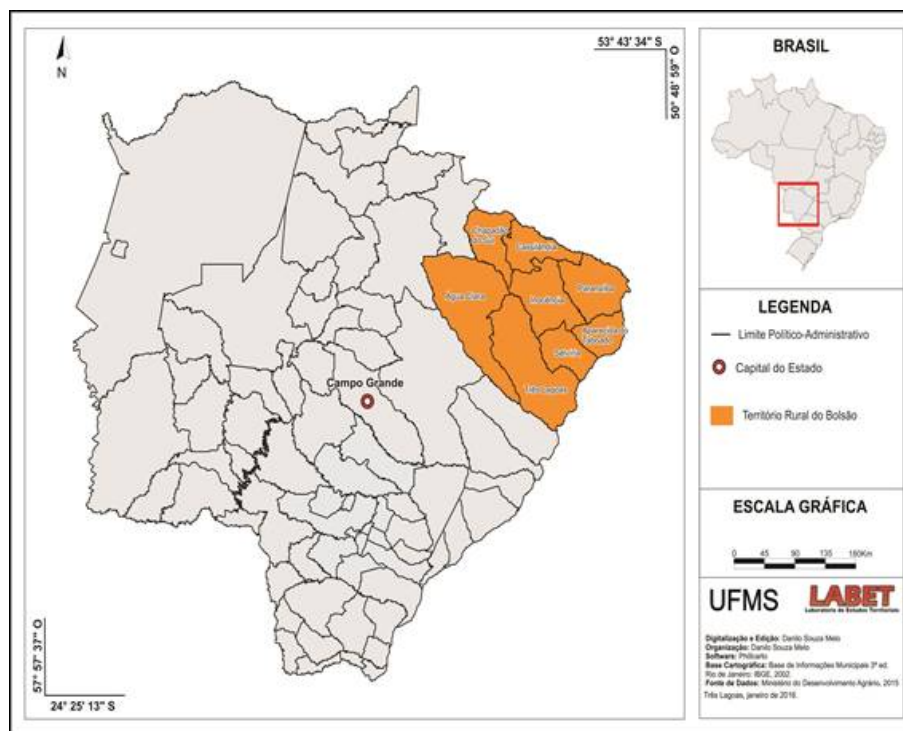 53° 43' 34" S
50° 48' 59" O
N
Chapadão
do Sul
Cassilândia
Água Clara
Inocência
Paranaíba
Aparecida do
Taboado
Selvíria
Três Lagoas
Campo Grande
57° 57' 37" O
24° 25' 13" S
BRASIL
LEGENDA
Limite Político-Administrativo
Capital do Estado
Território Rural do Bolsão
ESCALA GRÁFICA
0 45 90 135 180Km
UFMS
LABET
Laboratório de Estudos Territoriais
Digitalização e Edição: Danilo Souza Melo
Organização: Danilo Souza Melo
Software: Philcarto
Base Cartográfica: Base de Informações Municipais 3ª ed.
Rio de Janeiro: IBGE, 2002.
Fonte de Dados: Ministério do Desenvolvimento Agrário, 2015
Três Lagoas, janeiro de 2016.